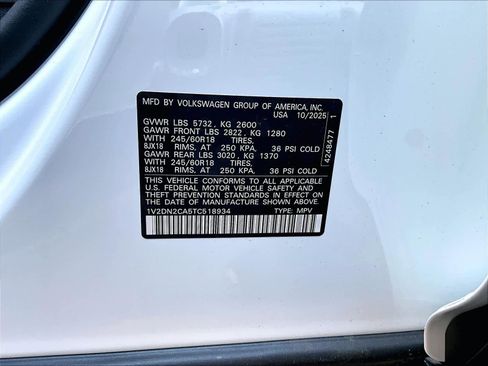 MFD. BY VOLKSWAGEN GROUP OF AMERICA, INC.
USA 10/2025
GVWR LBS 5732, KG 2600
GAWR FRONT LBS 2822, KG 1280
WITH 245/60R18 TIRES,
8JX18 RIMS, AT 250 KPA, 36 PSI COLD
GAWR REAR LBS 3020, KG 1370
WITH 245/60R18 TIRES,
8JX18 RIMS, AT 250 KPA, 36 PSI COLD
THIS VEHICLE CONFORMS TO ALL APPLICABLE
U.S. FEDERAL MOTOR VEHICLE SAFETY AND
THEFT PREVENTION STANDARDS IN EFFECT ON
THE DATE OF MANUFACTURE SHOWN ABOVE.
1V2DN2CA5TC518934 TYPE: MPV
4248477 1